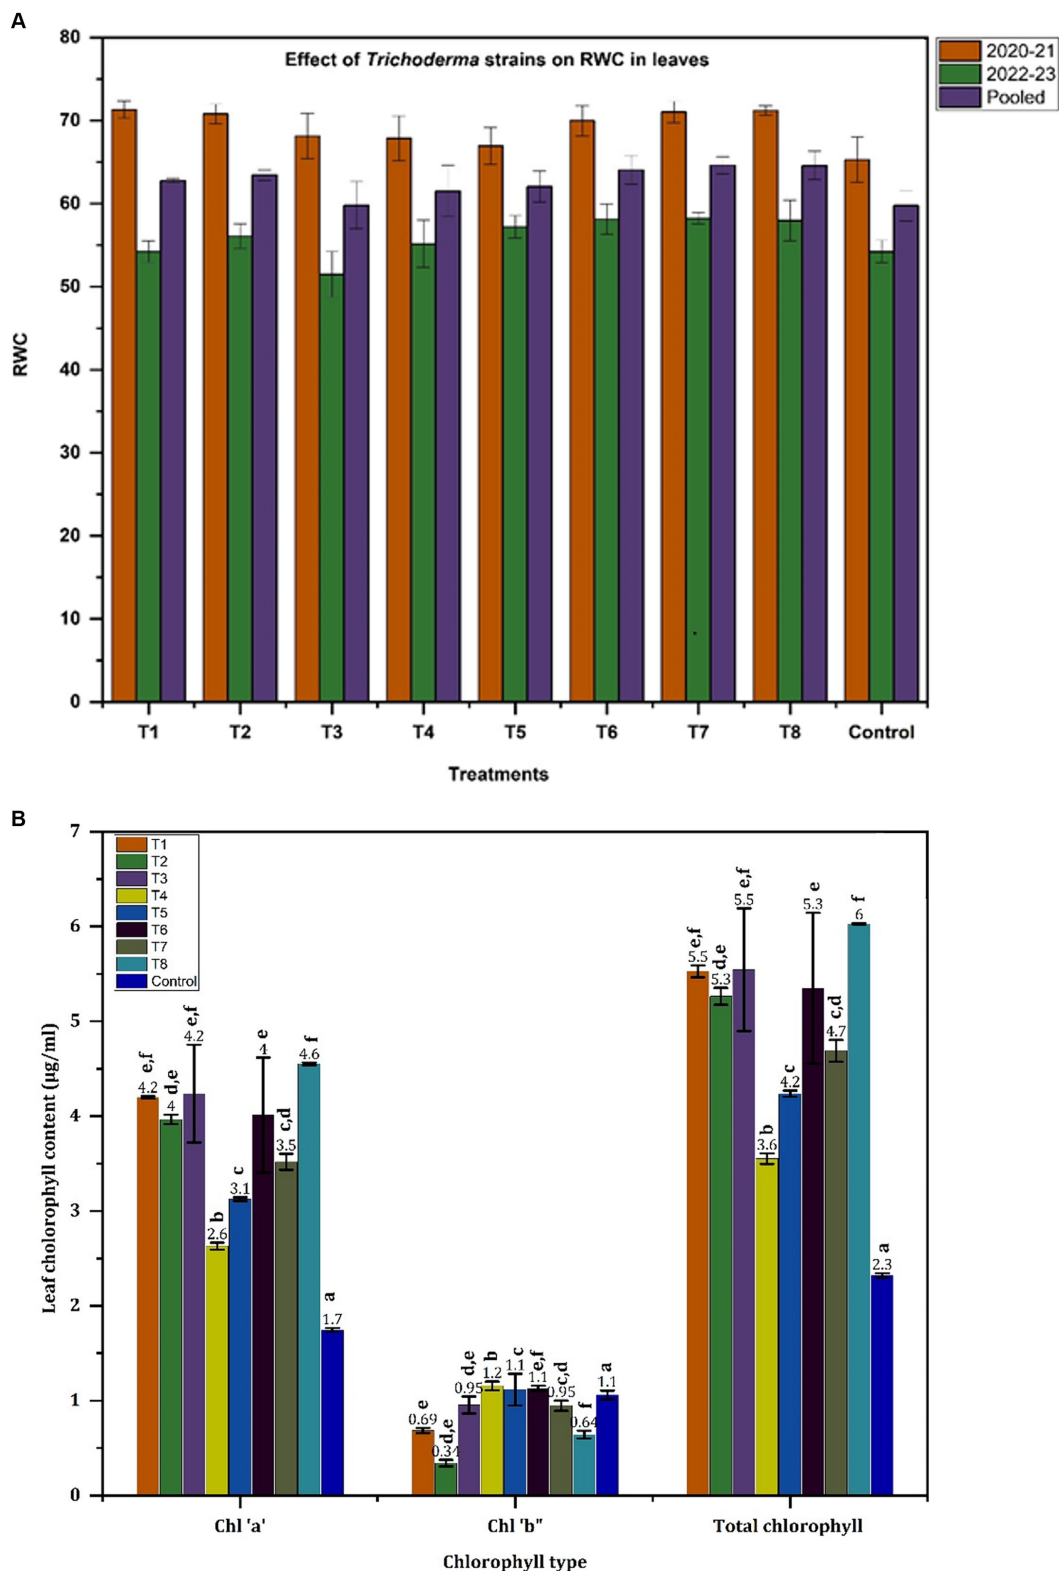 A
Effect of Trichoderma strains on RWC in leaves
2020-21
2022-23
Pooled
80
70
60
50
40
30
20
10
0
RWC
T1 T2 T3 T4 T5 T6 T7 T8 Control
Treatments
B
T1
T2
T3
T4
T5
T6
T7
T8
Control
7
6
5
4
3
2
1
0
Leaf cholorophyll content (µg/ml)
e,f d,e e,f b c e c,d f a
4.2 4 4.2 2.6 3.1 4 3.5 4.6 1.7
e d,e d,e b c e,f c,d f a
0.69 0.34 0.95 1.2 1.1 1.1 0.95 0.64 1.1
e,f d,e e,f b c e c,d f a
5.5 5.3 5.5 3.6 4.2 5.3 4.7 6 2.3
Chl 'a' Chl 'b" Total chlorophyll
Chlorophyll type